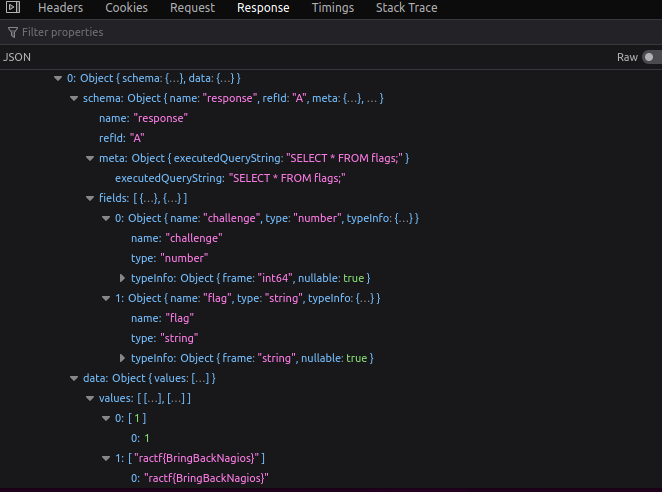 Headers Cookies Request Response Timings Stack Trace
Filter properties
JSON Raw
0: Object { schema: {…}, data: {…} }
schema: Object { name: "response", refId: "A", meta: {…}, … }
name: "response"
refId: "A"
meta: Object { executedQueryString: "SELECT * FROM flags;" }
executedQueryString: "SELECT * FROM flags;"
fields: [ {…}, {…} ]
0: Object { name: "challenge", type: "number", typeInfo: {…} }
name: "challenge"
type: "number"
typeInfo: Object { frame: "int64", nullable: true }
1: Object { name: "flag", type: "string", typeInfo: {…} }
name: "flag"
type: "string"
typeInfo: Object { frame: "string", nullable: true }
data: Object { values: […] }
values: [ […], […] ]
0: [ 1 ]
0: 1
1: [ "ractf{BringBackNagios}" ]
0: "ractf{BringBackNagios}"